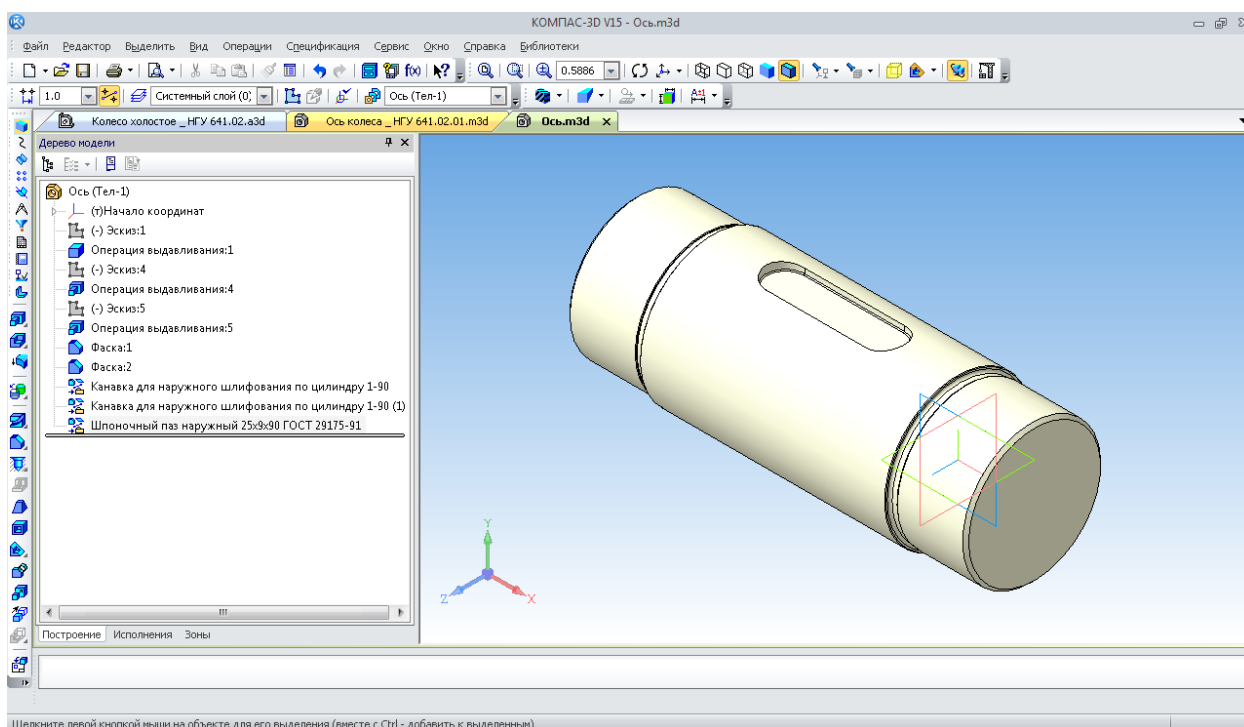 КОМПАС-3D V15 - Ось.m3d
Файл Редактор Выделить Вид Операции Спецификация Сервис Окно Справка Библиотеки
f(x) 0.5886
1.0 Системный слой (0) Ось (Тел-1)
Колесо холостое _НГУ 641.02.a3d Ось колеса _НГУ 641.02.01.m3d Ось.m3d
Дерево модели
Ось (Тел-1)
(т)Начало координат
(-) Эскиз:1
Операция выдавливания:1
(-) Эскиз:4
Операция выдавливания:4
(-) Эскиз:5
Операция выдавливания:5
Фаска:1
Фаска:2
Канавка для наружного шлифования по цилиндру 1-90
Канавка для наружного шлифования по цилиндру 1-90 (1)
Шпоночный паз наружный 25x9x90 ГОСТ 29175-91
Y
Z X
Построение Исполнения Зоны
Щелкните левой кнопкой мыши на объекте для его выделения (вместе с Ctrl - добавить к выделенным)